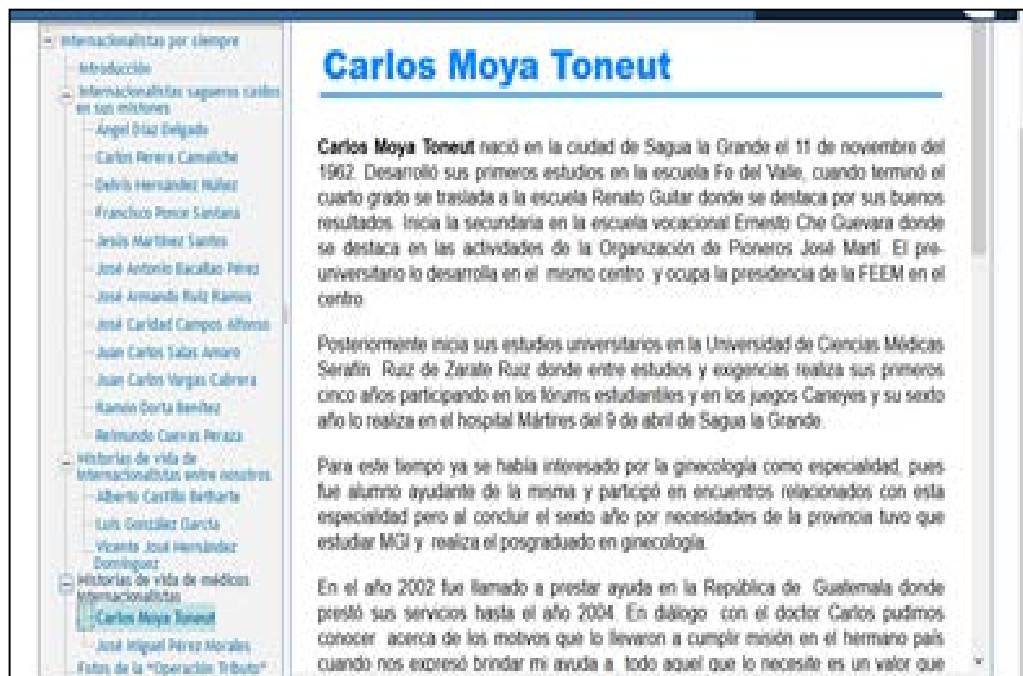 Internacionalistas por siempre
Introducción
Internacionalistas sagueros caídos
en sus misiones
Angel Díaz Delgado
Carlos Perera Camaliche
Delvis Hernández Núñez
Francisco Ponce Santana
Jesús Martínez Santos
José Antonio Bacallao Pérez
José Armando Ruiz Ramos
José Caridad Campos Alfonso
Juan Carlos Salas Amaro
Juan Carlos Vargas Cabrera
Ramón Dorta Benítez
Reimundo Cuevas Peraza
Historias de vida de
internacionalistas entre nosotros
Alberto Castillo
Luis González García
Vicente José Hernández
Domínguez
Historias de vida de médicos
internacionalistas
Carlos Moya Toneut
José Miguel Pérez Morales
Fotos de la "Operación Tributo"
Carlos Moya Toneut
Carlos Moya Toneut nació en la ciudad de Sagua la Grande el 11 de noviembre del
1962. Desarrolló sus primeros estudios en la escuela Fe del Valle, cuando terminó el
cuarto grado se traslada a la escuela Renato Guitar donde se destaca por sus buenos
resultados. Inicia la secundaria en la escuela vocacional Ernesto Che Guevara donde
se destaca en las actividades de la Organización de Pioneros José Martí. El pre-
universitario lo desarrolla en el mismo centro y ocupa la presidencia de la FEEM en el
centro.
Posteriormente inicia sus estudios universitarios en la Universidad de Ciencias Médicas
Serafín Ruiz de Zarate Ruiz donde entre estudios y exigencias realiza sus primeros
cinco años participando en los fórums estudiantiles y en los juegos Caneyes y su sexto
año lo realiza en el hospital Mártires del 9 de abril de Sagua la Grande.
Para este tiempo ya se había interesado por la ginecología como especialidad, pues
fue alumno ayudante de la misma y participó en encuentros relacionados con esta
especialidad pero al concluir el sexto año por necesidades de la provincia tuvo que
estudiar MGI y realiza el posgraduado en ginecología.
En el año 2002 fue llamado a prestar ayuda en la República de Guatemala donde
prestó sus servicios hasta el año 2004. En diálogo con el doctor Carlos pudimos
conocer acerca de los motivos que lo llevaron a cumplir misión en el hermano país
cuando nos expresó brindar mi ayuda a todo aquel que lo necesite es un valor que